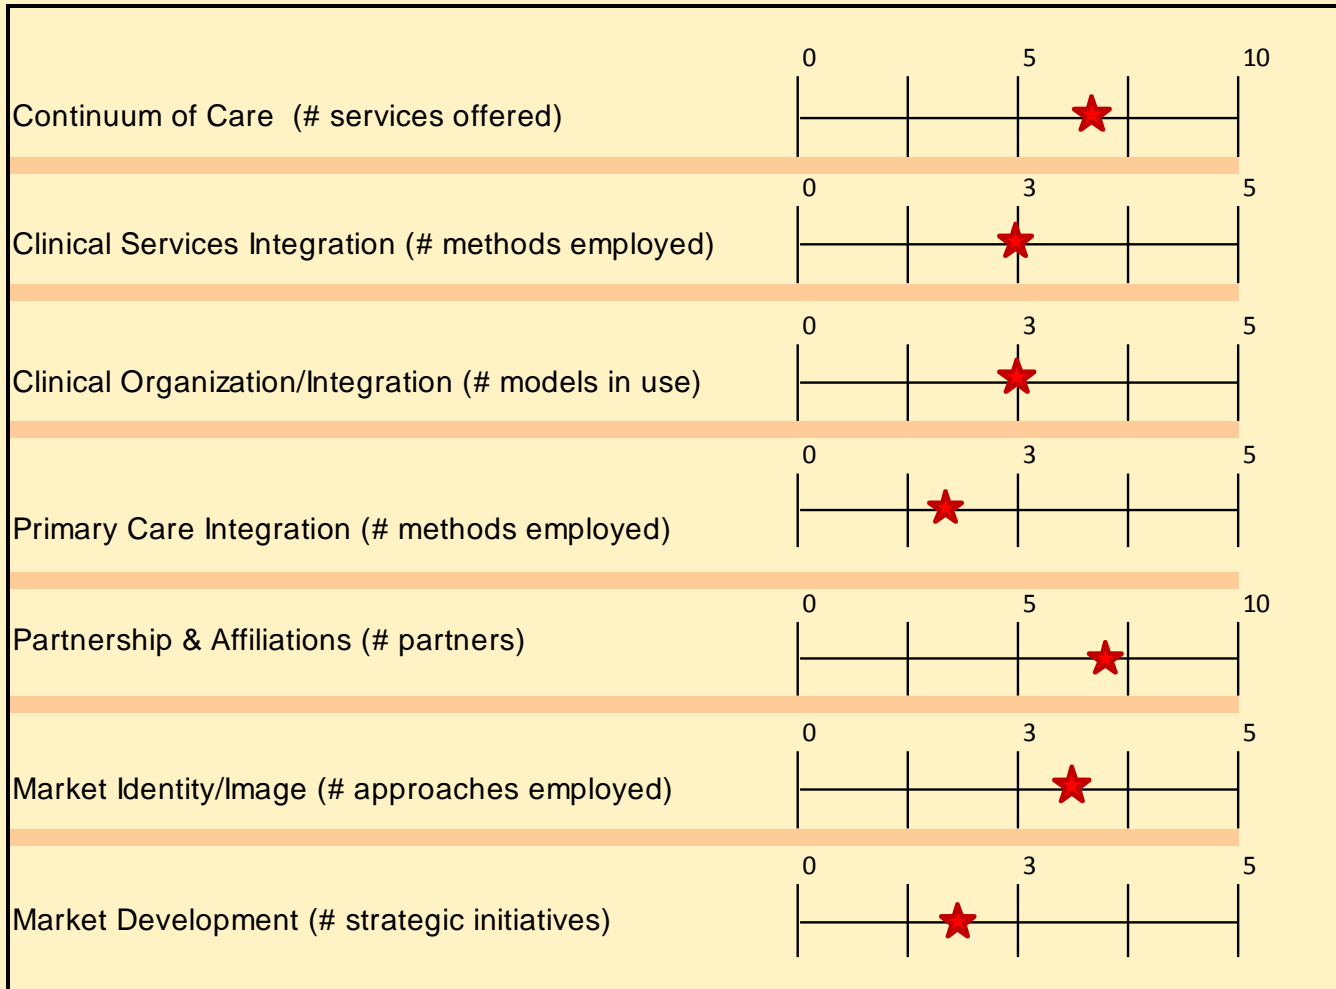 0 5 10
Continuum of Care  (# services offered)
0 3 5
Clinical Services Integration (# methods employed)
0 3 5
Clinical Organization/Integration (# models in use)
0 3 5
Primary Care Integration (# methods employed)
0 5 10
Partnership & Affiliations (# partners)
0 3 5
Market Identity/Image (# approaches employed)
0 3 5
Market Development (# strategic initiatives)